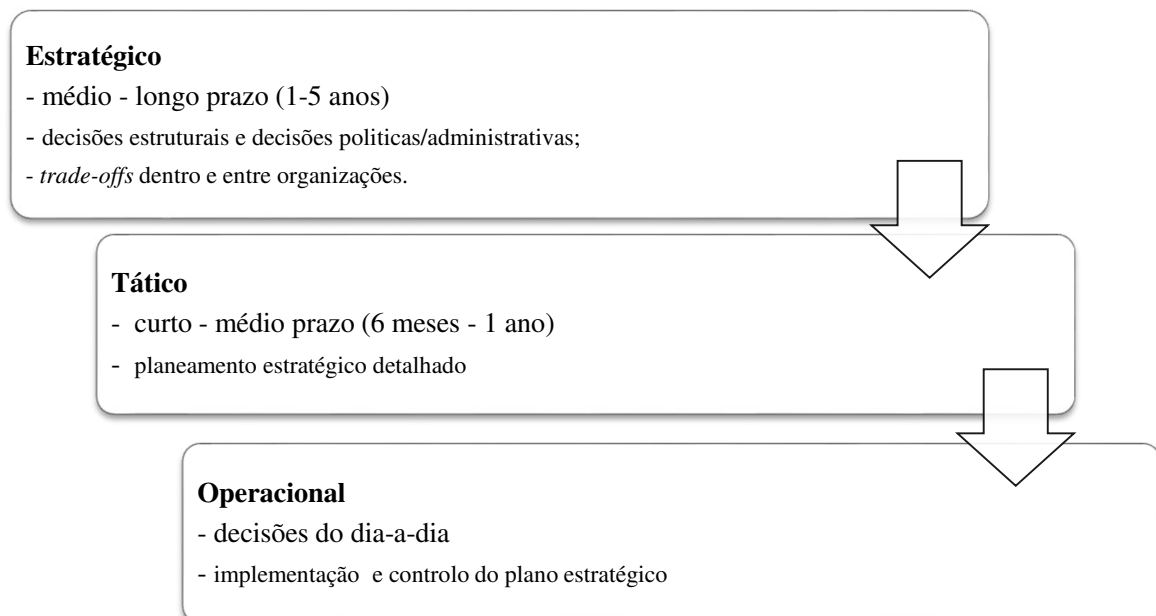 Estratégico
- médio - longo prazo (1-5 anos)
- decisões estruturais e decisões politicas/administrativas;
- trade-offs dentro e entre organizações.
Tático
- curto - médio prazo (6 meses - 1 ano)
- planeamento estratégico detalhado
Operacional
- decisões do dia-a-dia
- implementação e controlo do plano estratégico